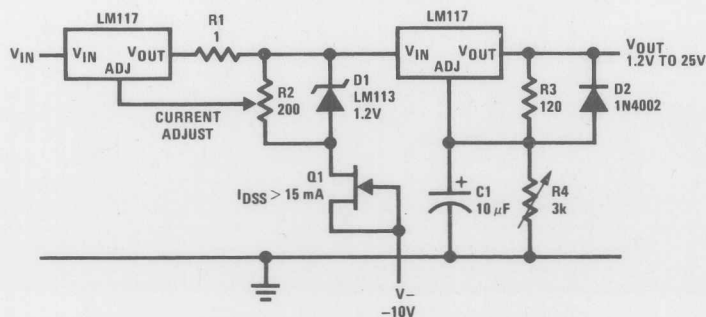 LM117
R1
1
LM117
VIN
VIN
VOUT
ADJ
VIN
VOUT
ADJ
VOUT
1.2V TO 25V
R2
200
D1
LM113
1.2V
R3
120
D2
1N4002
CURRENT
ADJUST
Q1
IDSS > 15 mA
+
C1
10 μF
R4
3k
V−
−10V